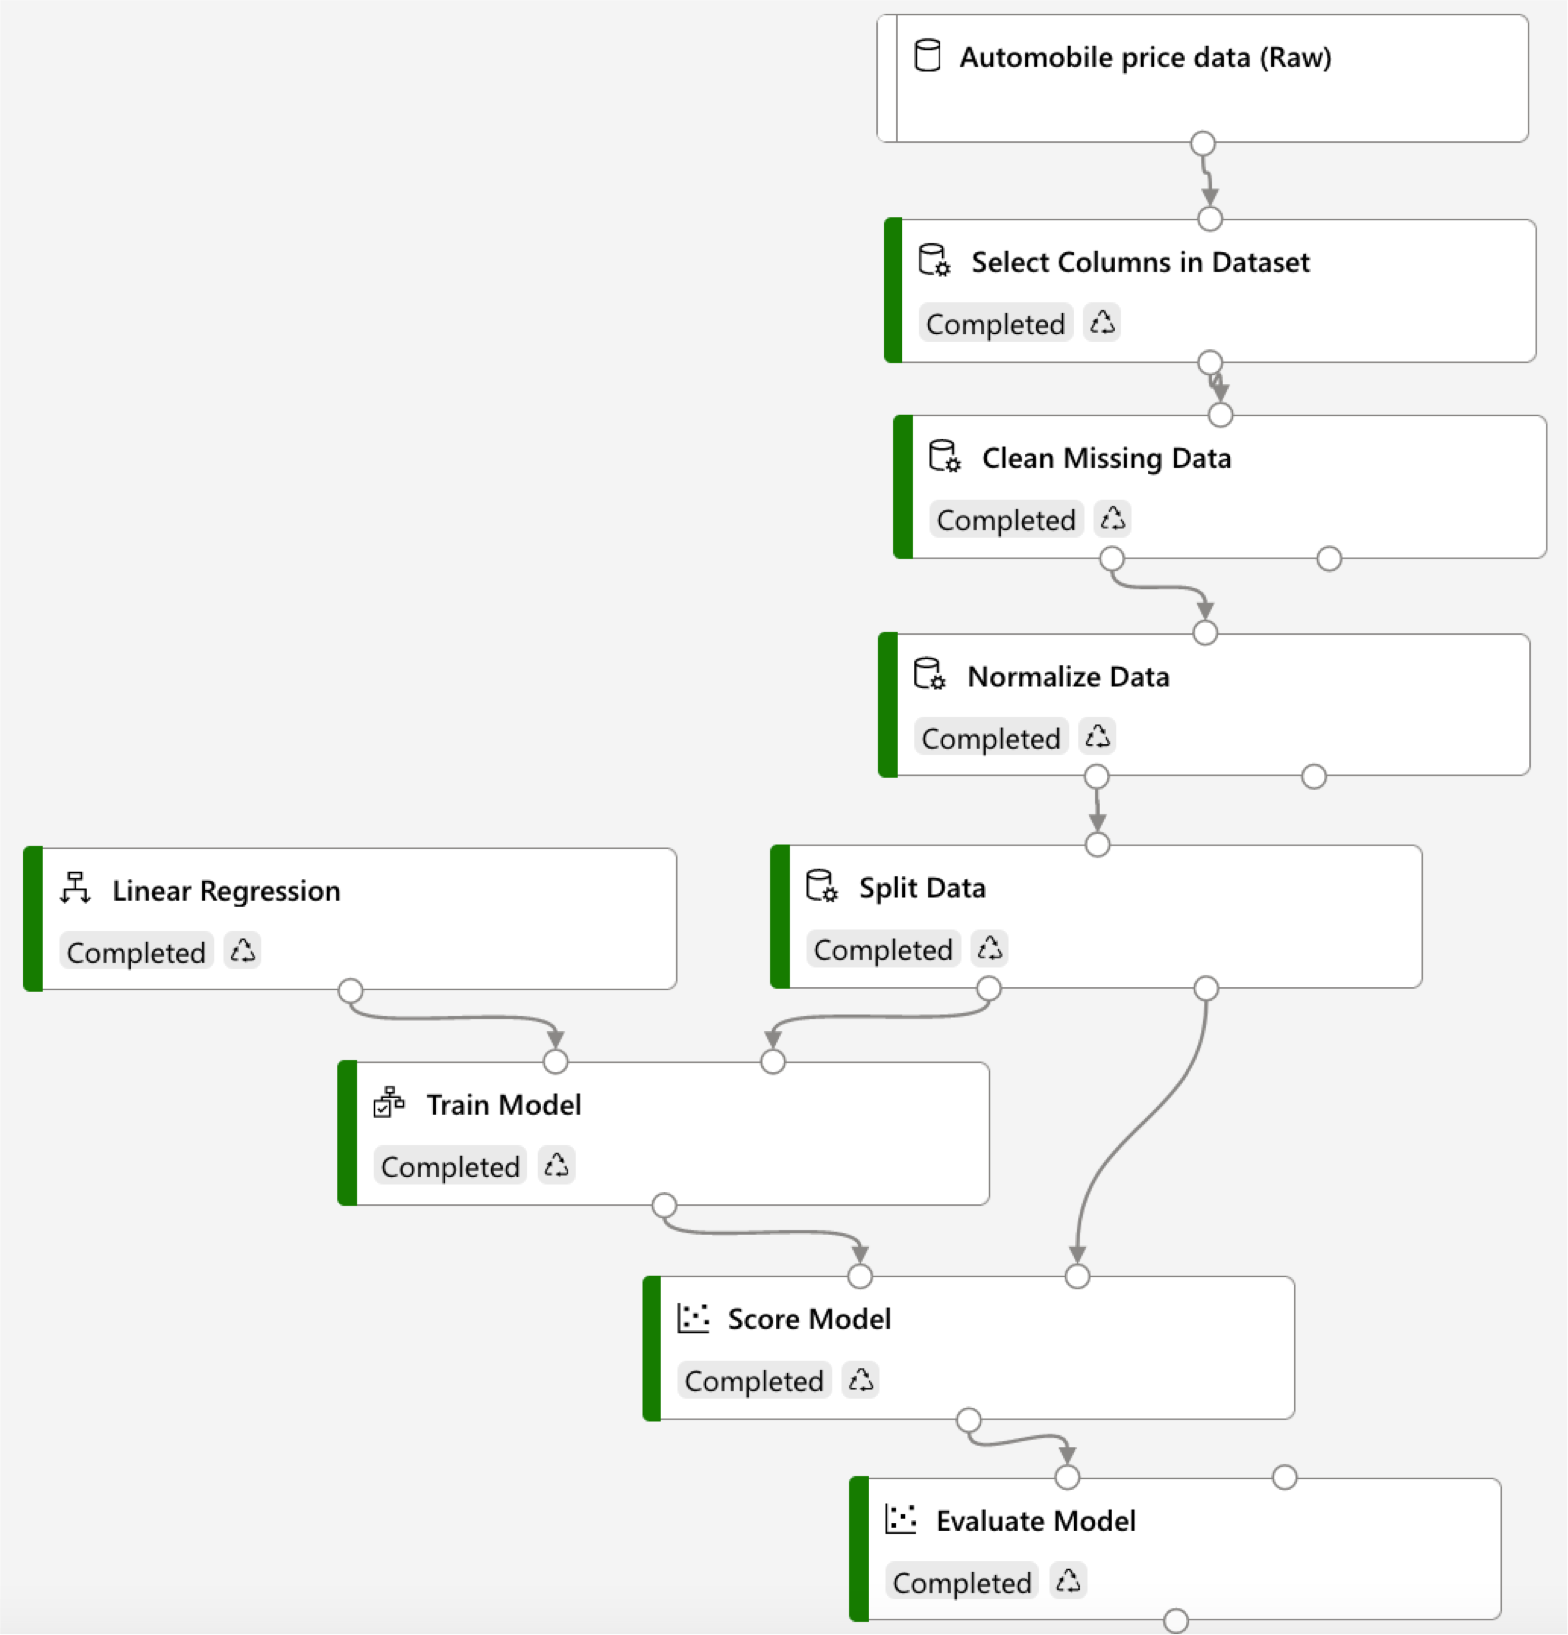 Automobile price data (Raw)
Select Columns in Dataset
Completed
Clean Missing Data
Completed
Normalize Data
Completed
Linear Regression
Completed
Split Data
Completed
Train Model
Completed
Score Model
Completed
Evaluate Model
Completed